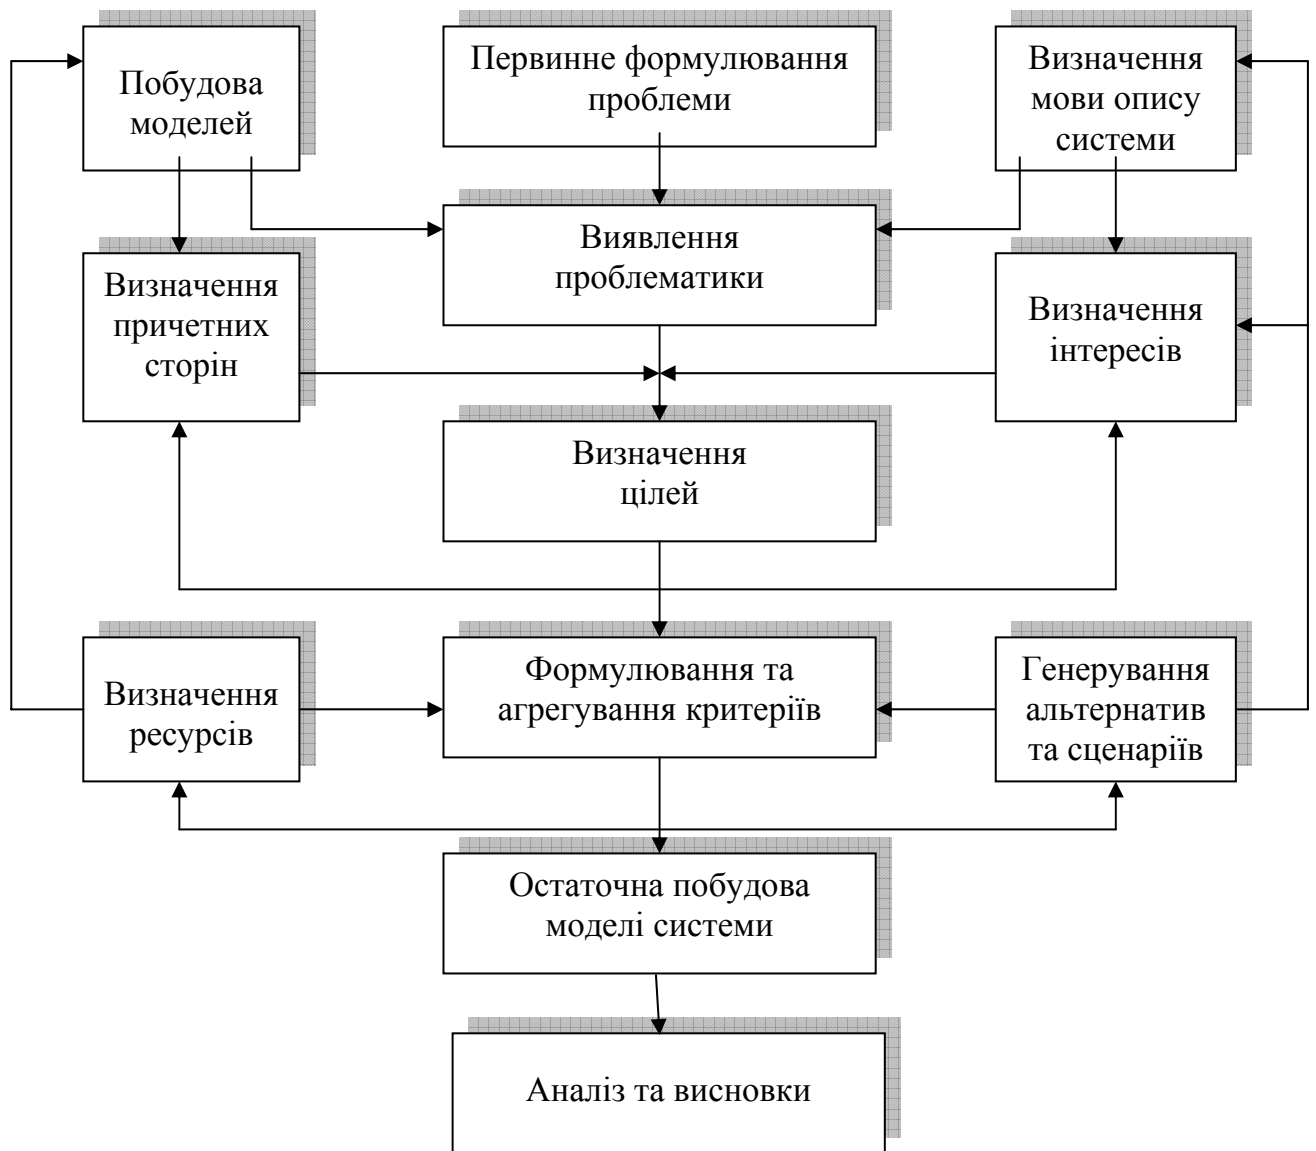 Побудова
моделей
Первинне формулювання
проблеми
Визначення
мови опису
системи
Виявлення
проблематики
Визначення
причетних
сторін
Визначення
інтересів
Визначення
цілей
Визначення
ресурсів
Формулювання та
агрегування критеріїв
Генерування
альтернатив
та сценаріїв
Остаточна побудова
моделі системи
Аналіз та висновки